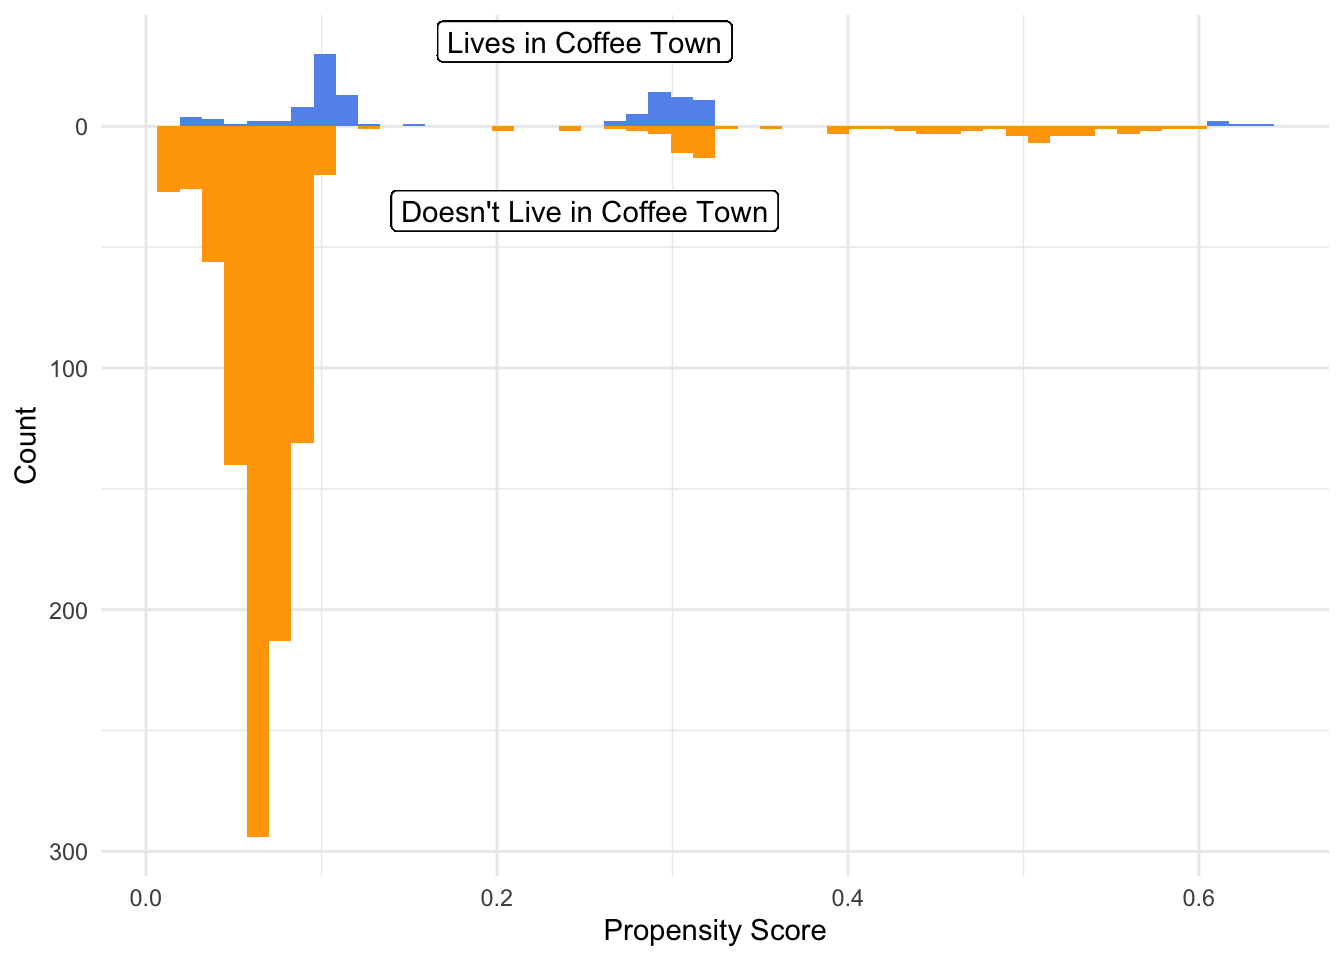 Lives in Coffee Town
0
Doesn't Live in Coffee Town
100
Count
200
300
0.0 0.2 0.4 0.6
Propensity Score